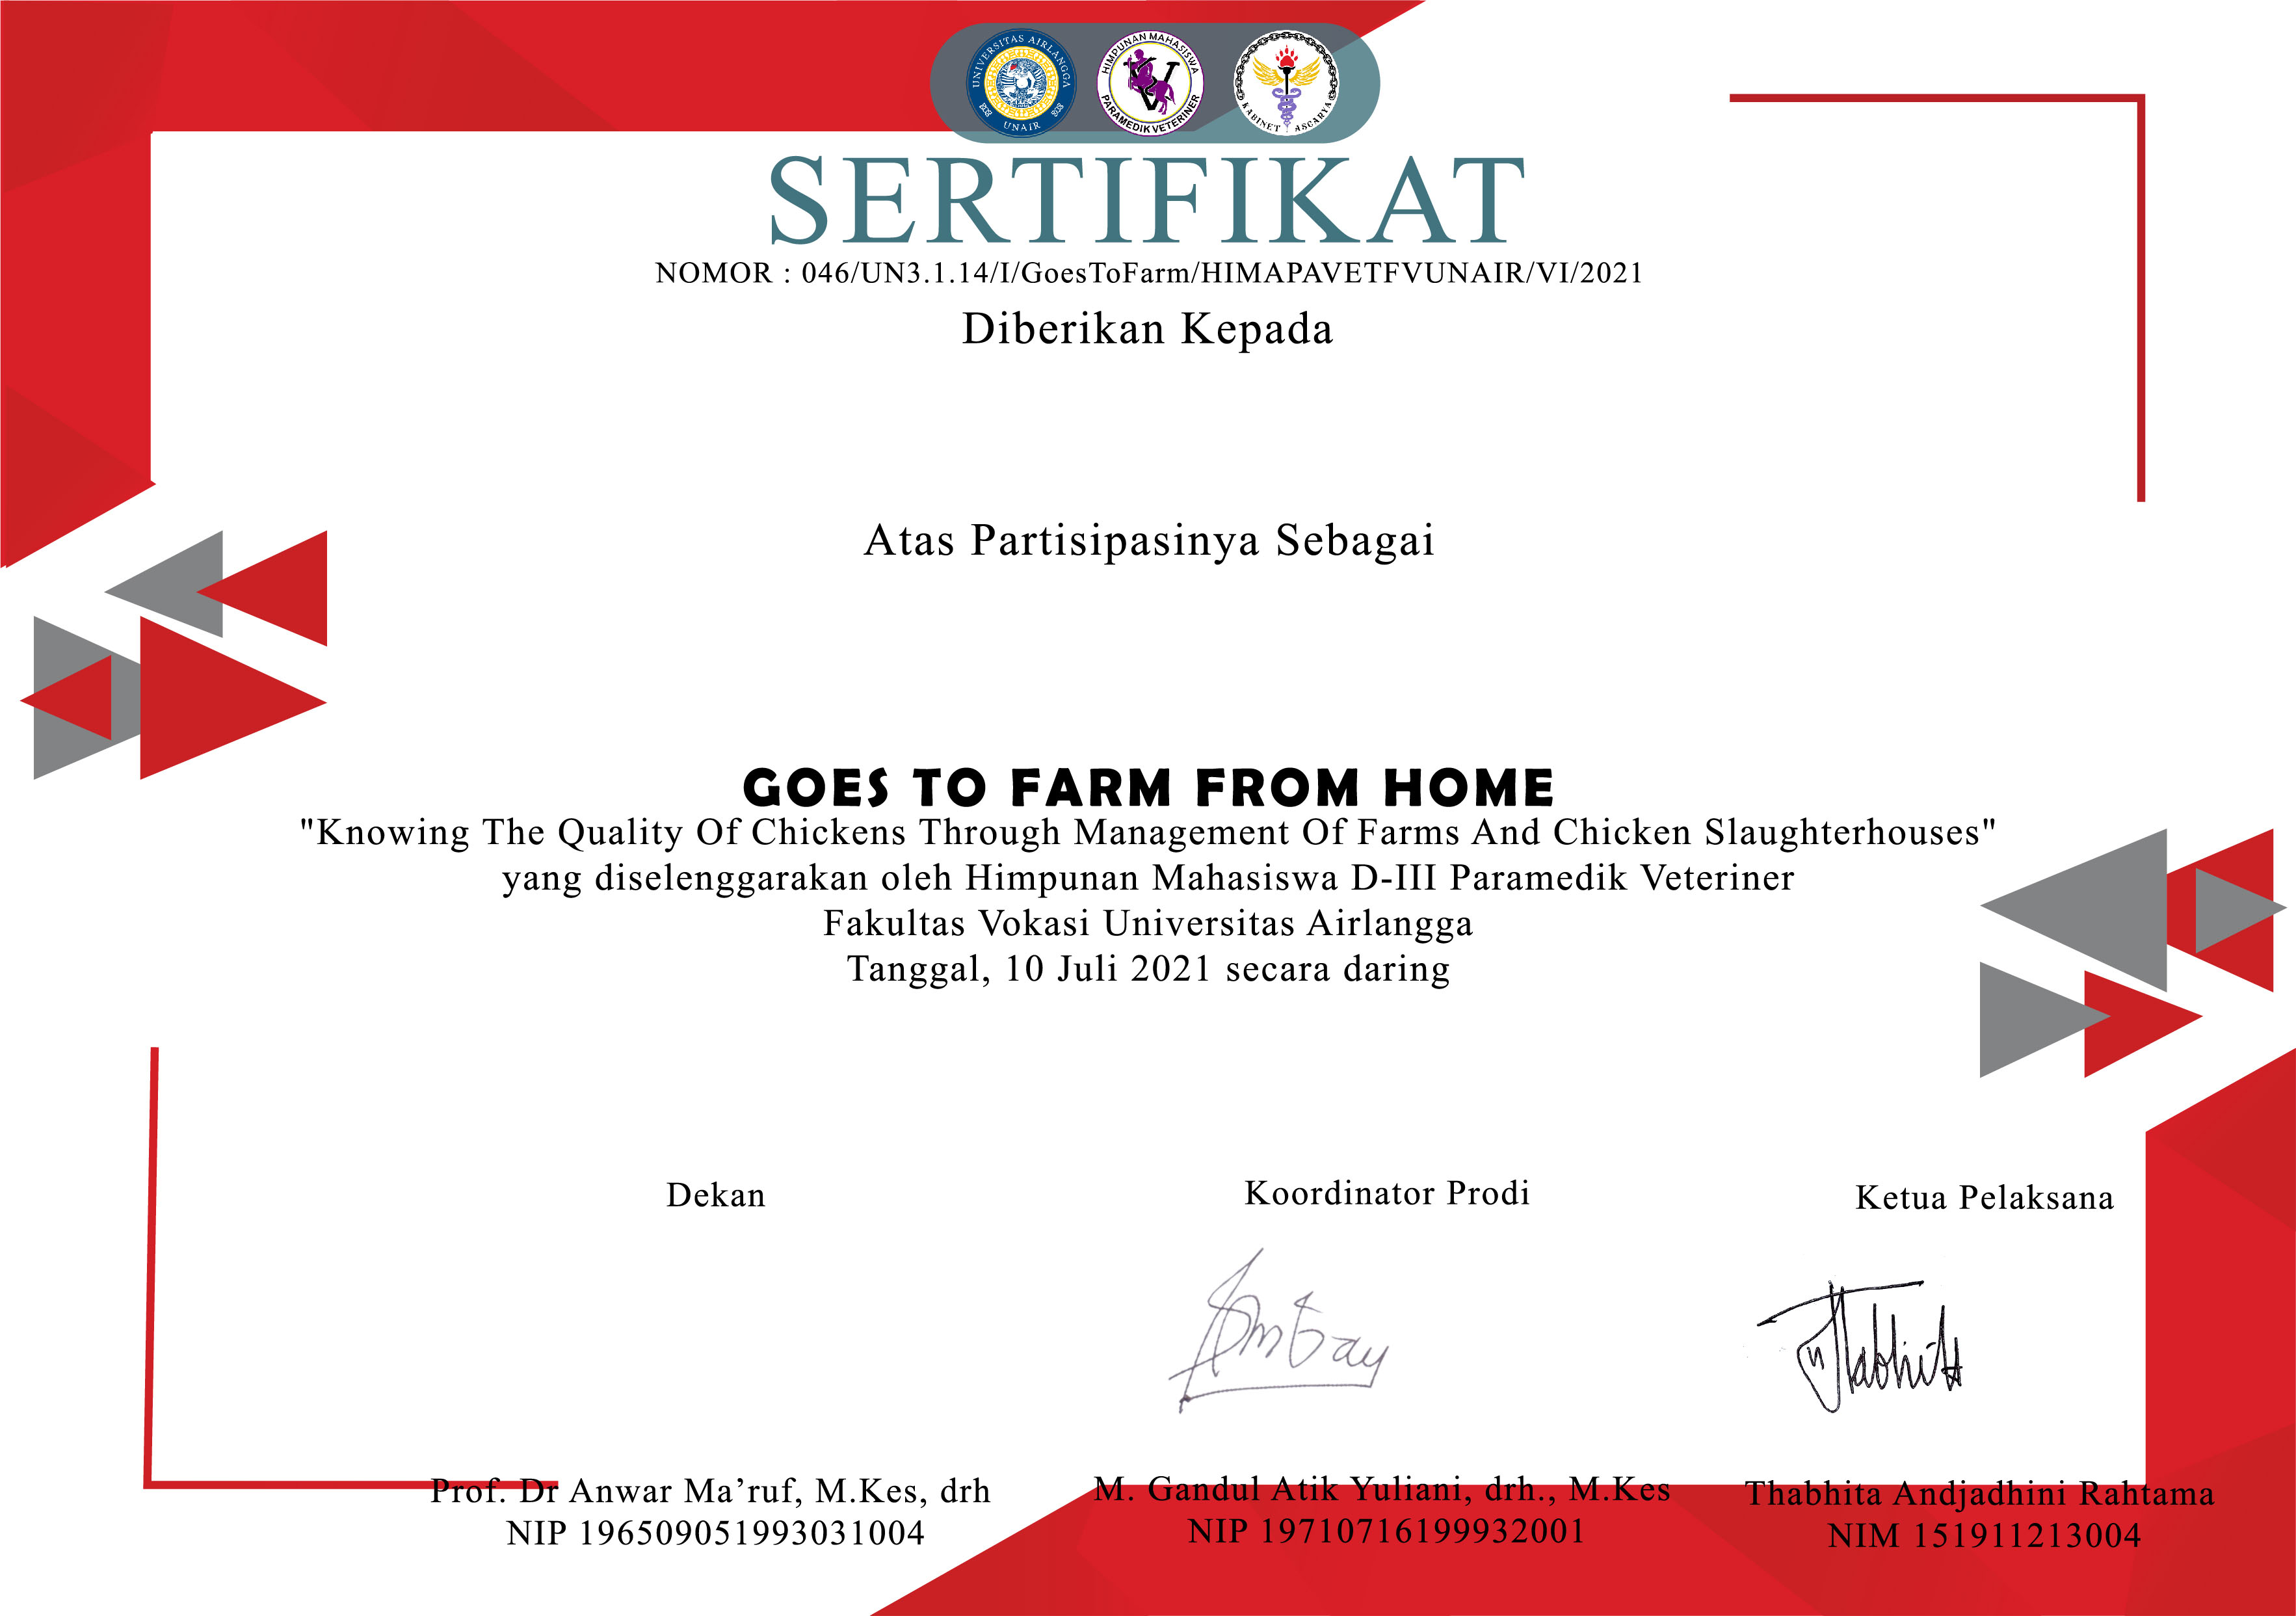 UNIVERSITAS AIRLANGGA
UNAIR
HIMPUNAN MAHASISWA
PARAMEDIK VETERINER
KABINET ASCARYA
SERTIFIKAT
NOMOR : 046/UN3.1.14/I/GoesToFarm/HIMAPAVETFVUNAIR/VI/2021
Diberikan Kepada
Atas Partisipasinya Sebagai
GOES TO FARM FROM HOME
"Knowing The Quality Of Chickens Through Management Of Farms And Chicken Slaughterhouses"
yang diselenggarakan oleh Himpunan Mahasiswa D-III Paramedik Veteriner
Fakultas Vokasi Universitas Airlangga
Tanggal, 10 Juli 2021 secara daring
Dekan
Koordinator Prodi
Ketua Pelaksana
Thabhita
Prof. Dr Anwar Ma’ruf, M.Kes, drh
NIP 196509051993031004
M. Gandul Atik Yuliani, drh., M.Kes
NIP 19710716199932001
Thabhita Andjadhini Rahtama
NIM 151911213004